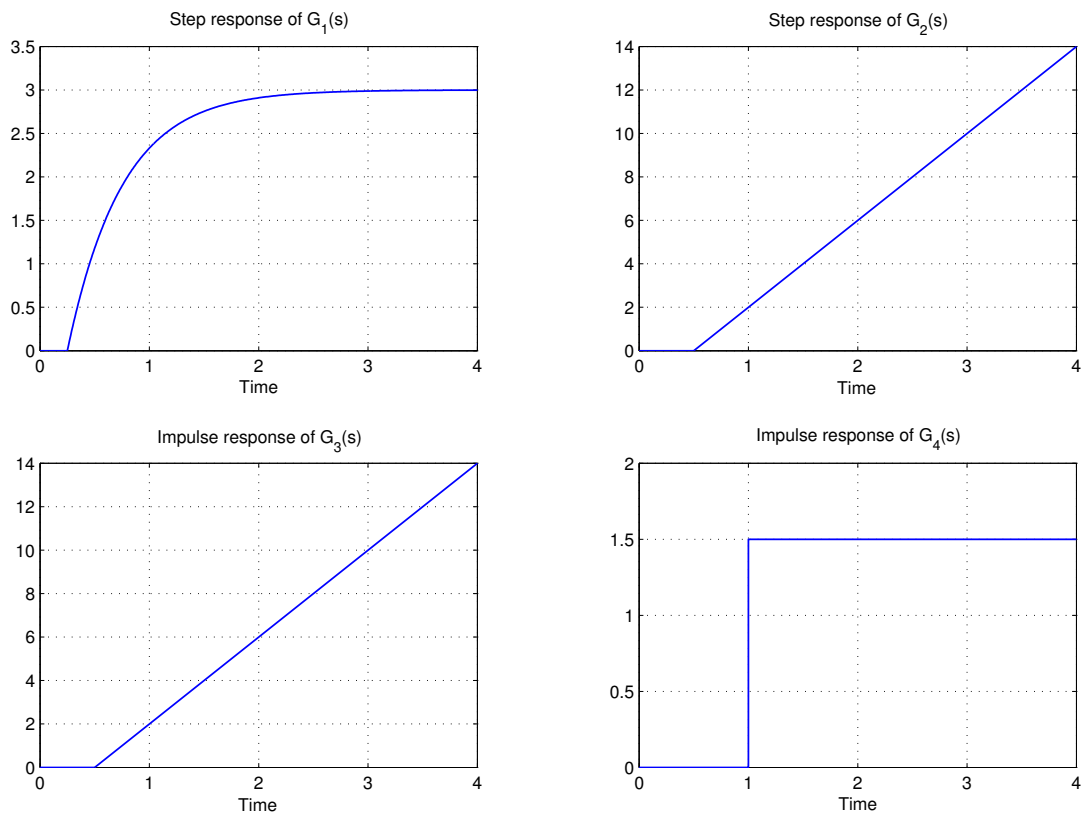 Step response of G1(s)
3.5
3
2.5
2
1.5
1
0.5
0
0 1 2 3 4
Time
Step response of G2(s)
14
12
10
8
6
4
2
0
0 1 2 3 4
Time
Impulse response of G3(s)
14
12
10
8
6
4
2
0
0 1 2 3 4
Time
Impulse response of G4(s)
2
1.5
1
0.5
0
0 1 2 3 4
Time